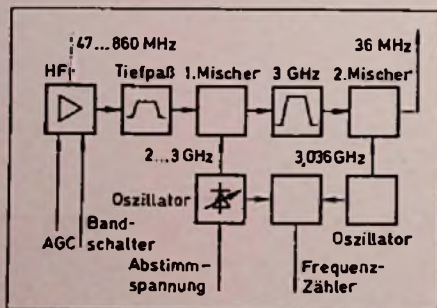 47...860 MHz
36 MHz
HF
Tiefpaß
1.Mischer
3 GHz
2.Mischer
2...3 GHz
3,036GHz
Oszillator
Oszillator
AGC
Band-
schalter
Abstimm-
spannung
Frequenz-
Zähler